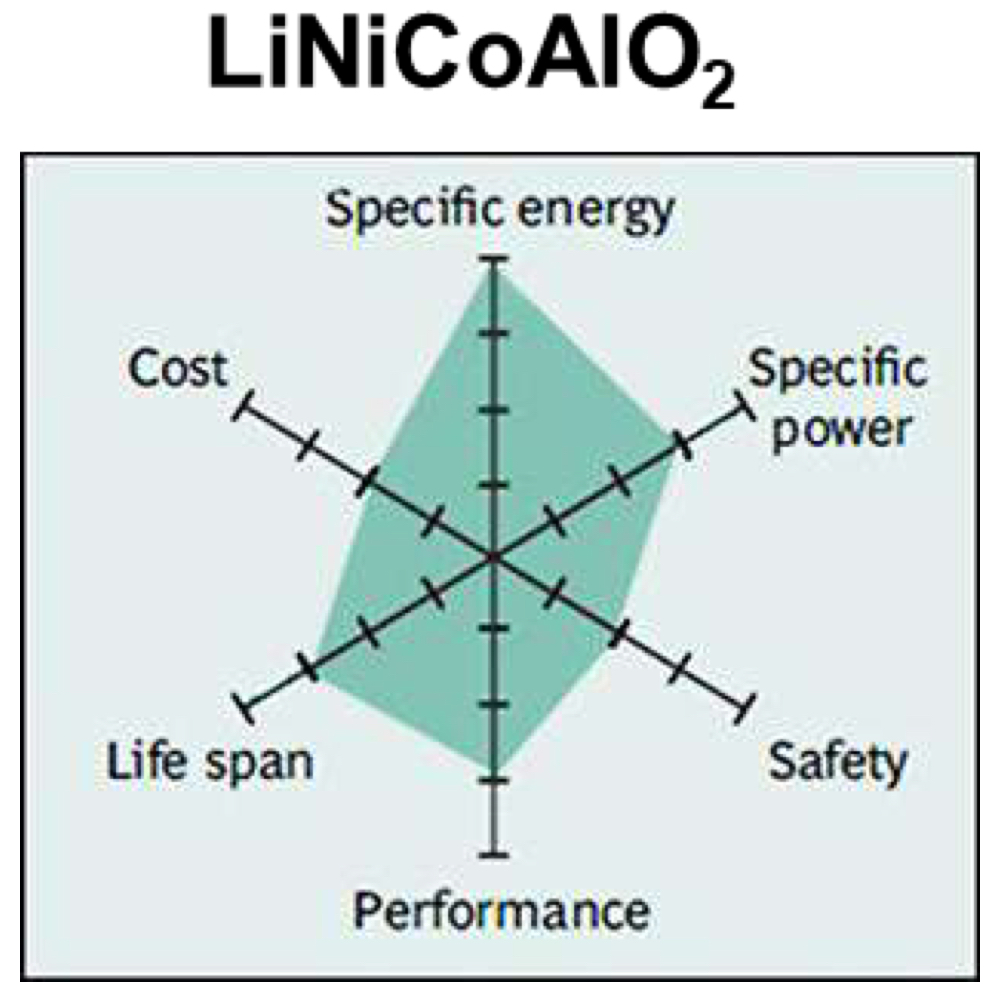 LiNiCoAlO₂
Specific energy
Cost
Specific
power
Life span
Safety
Performance